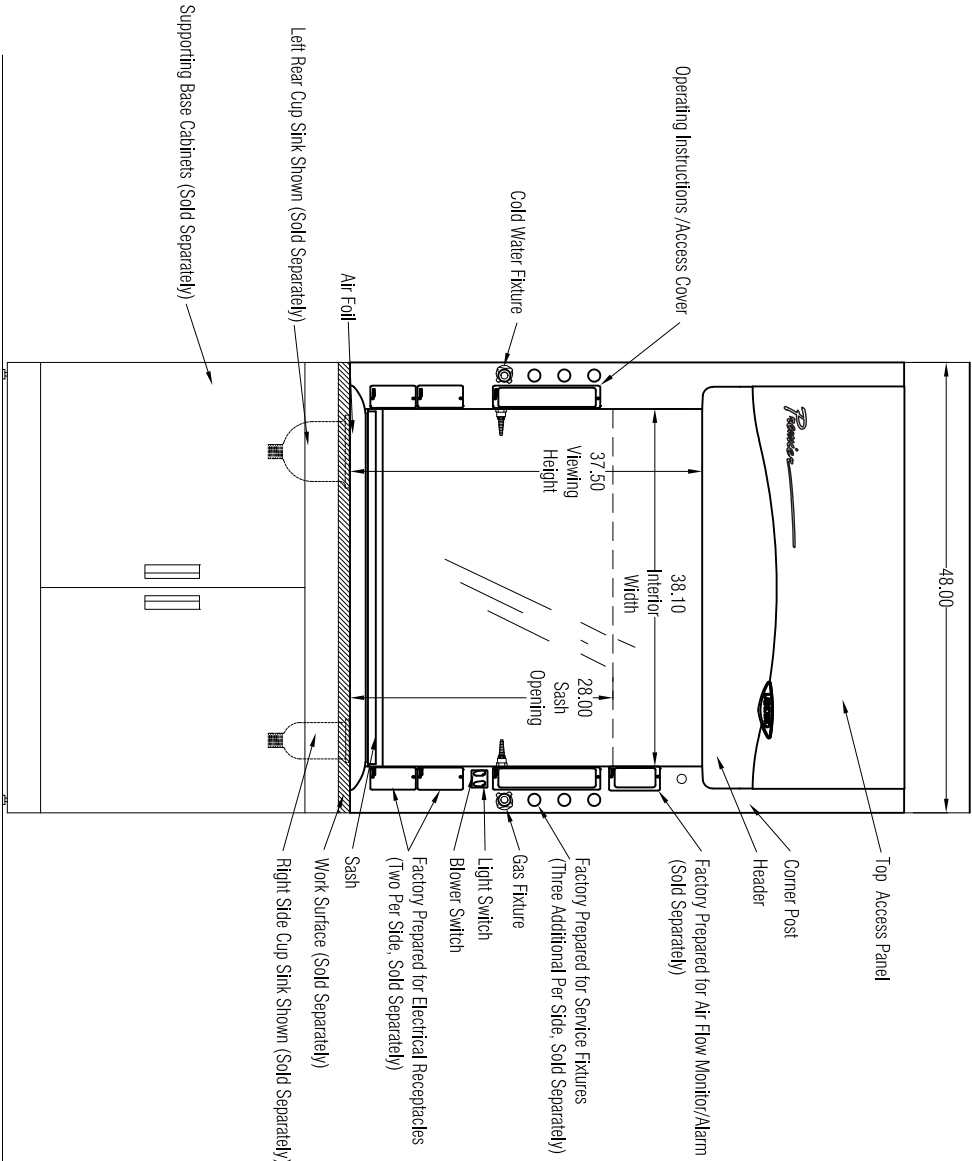 48.00
Premier
LABCONCO
Top Access Panel
Corner Post
Header
Factory Prepared for Air Flow Monitor/Alarm
(Sold Separately)
Factory Prepared for Service Fixtures
(Three Additional Per Side, Sold Separately)
Gas Fixture
Light Switch
Blower Switch
Factory Prepared for Electrical Receptacles
(Two Per Side, Sold Separately)
Sash
Work Surface (Sold Separately)
Right Side Cup Sink Shown (Sold Separately)
38.10
Interior
Width
37.50
Viewing
Height
28.00
Sash
Opening
Operating Instructions /Access Cover
Cold Water Fixture
Air Foil
Left Rear Cup Sink Shown (Sold Separately)
Supporting Base Cabinets (Sold Separately)